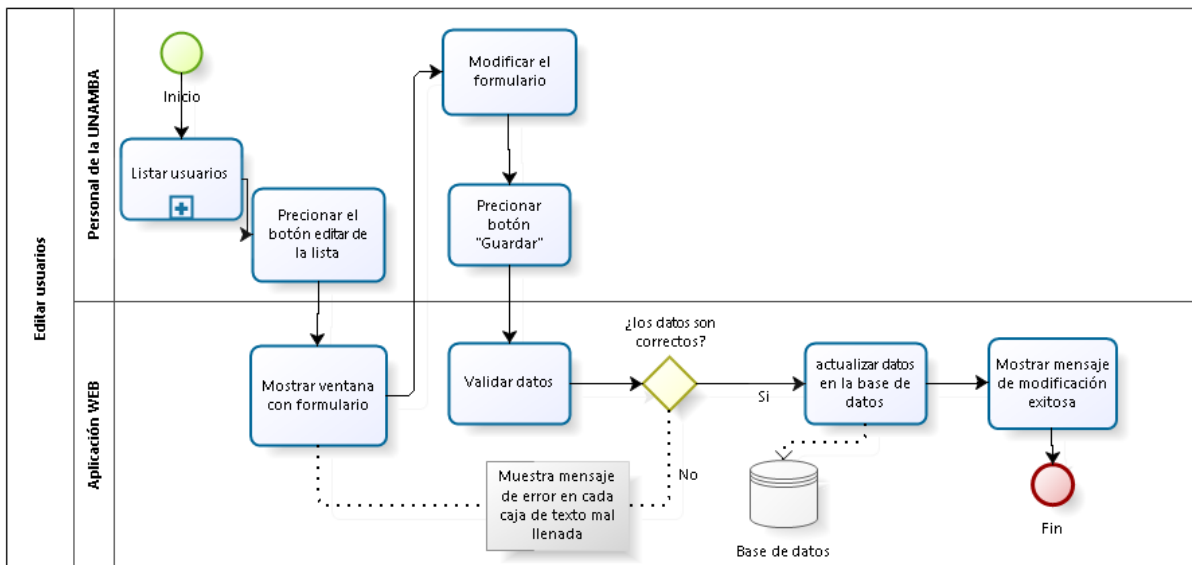 Editar usuarios
Personal de la UNAMBA
Inicio
Listar usuarios
Precionar el
botón editar de
la lista
Modificar el
formulario
Precionar
botón
"Guardar"
Aplicación WEB
Mostrar ventana
con formulario
Validar datos
¿los datos son
correctos?
Si
No
actualizar datos
en la base de
datos
Mostrar mensaje
de modificación
exitosa
Muestra mensaje
de error en cada
caja de texto mal
llenada
Base de datos
Fin